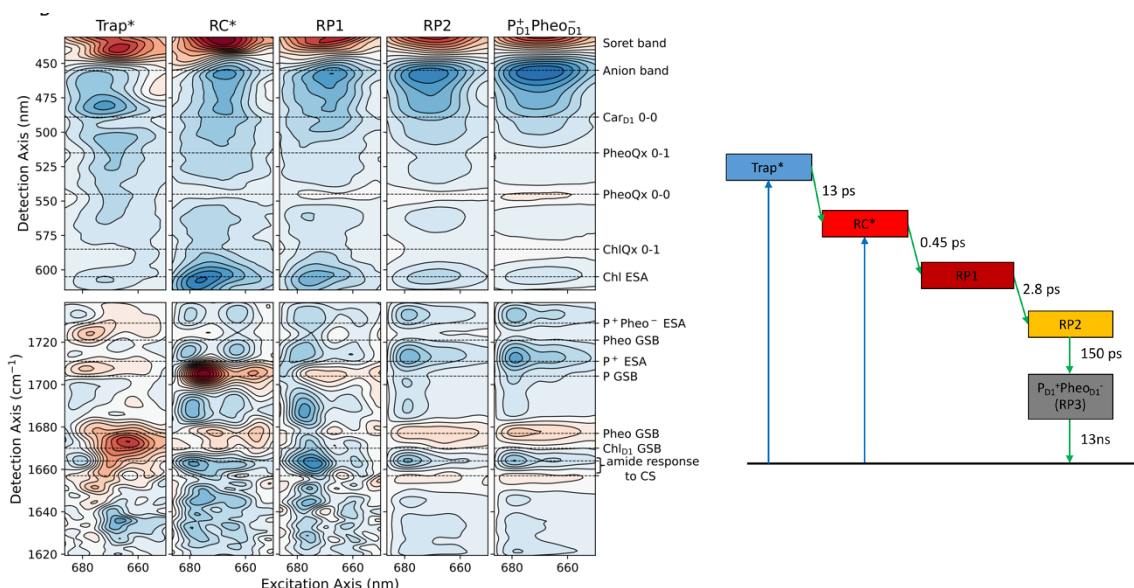 Trap*
RC*
RP1
RP2
P⁺D1Pheo⁻D1
Detection Axis (nm)
450
475
500
525
550
575
600
Soret band
Anion band
CarD1 0-0
PheoQx 0-1
PheoQx 0-0
ChlQx 0-1
Chl ESA
Detection Axis (cm⁻¹)
1720
1700
1680
1660
1640
1620
P⁺Pheo⁻ ESA
Pheo GSB
P⁺ ESA
P GSB
Pheo GSB
ChlD1 GSB
amide response
to CS
680 660
680 660
680 660
680 660
680 660
Excitation Axis (nm)
Trap*
13 ps
RC*
0.45 ps
RP1
2.8 ps
RP2
150 ps
PD1⁺PheoD1⁻
(RP3)
13ns